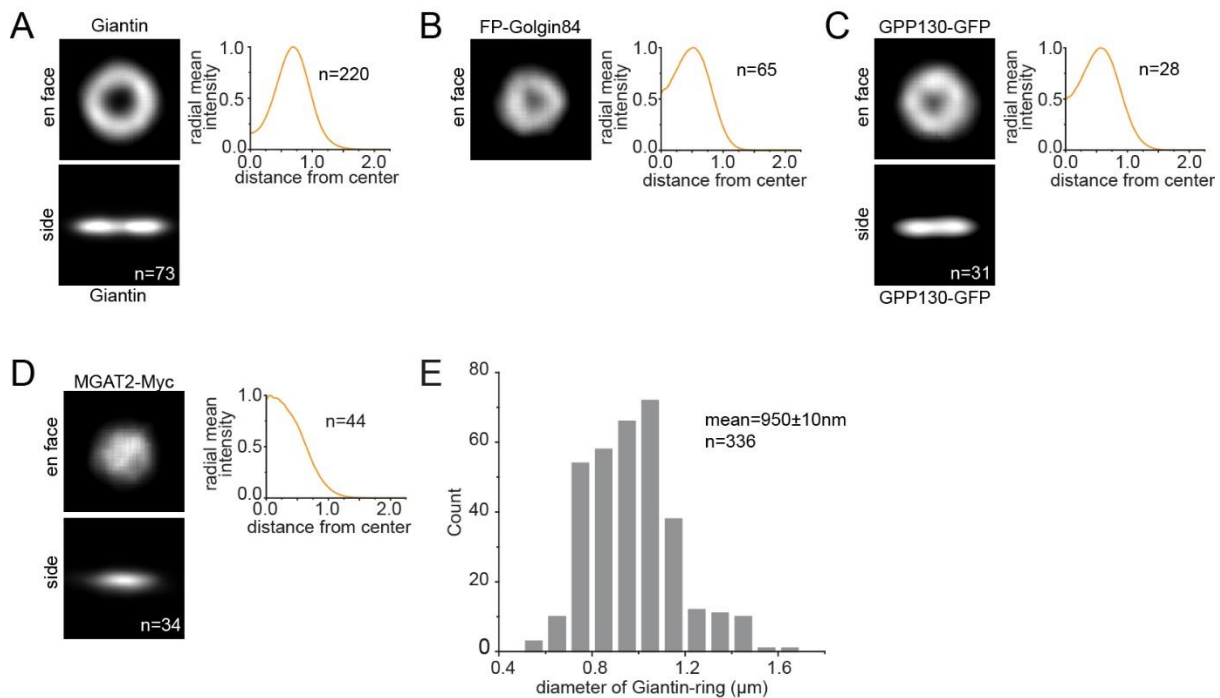 A
Giantin
en face
radial mean
intensity
1.0
0.5
0.0
n=220
0.0 1.0 2.0
distance from center
side
n=73
Giantin
B
FP-Golgin84
en face
radial mean
intensity
1.0
0.5
0.0
n=65
0.0 1.0 2.0
distance from center
C
GPP130-GFP
en face
radial mean
intensity
1.0
0.5
0.0
n=28
0.0 1.0 2.0
distance from center
side
n=31
GPP130-GFP
D
MGAT2-Myc
en face
radial mean
intensity
1.0
0.5
0.0
n=44
0.0 1.0 2.0
distance from center
side
n=34
E
80
60
40
20
0
Count
mean=950±10nm
n=336
0.4 0.8 1.2 1.6
diameter of Giantin-ring (µm)